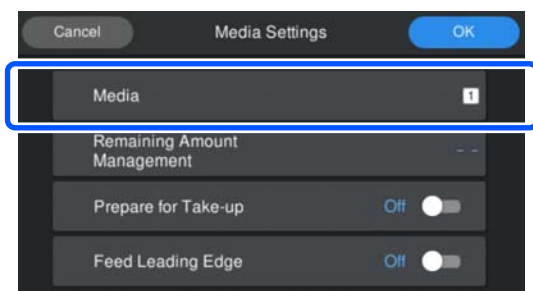 Cancel Media Settings OK
Media 1
Remaining Amount
Management - -
Prepare for Take-up Off
Feed Leading Edge Off